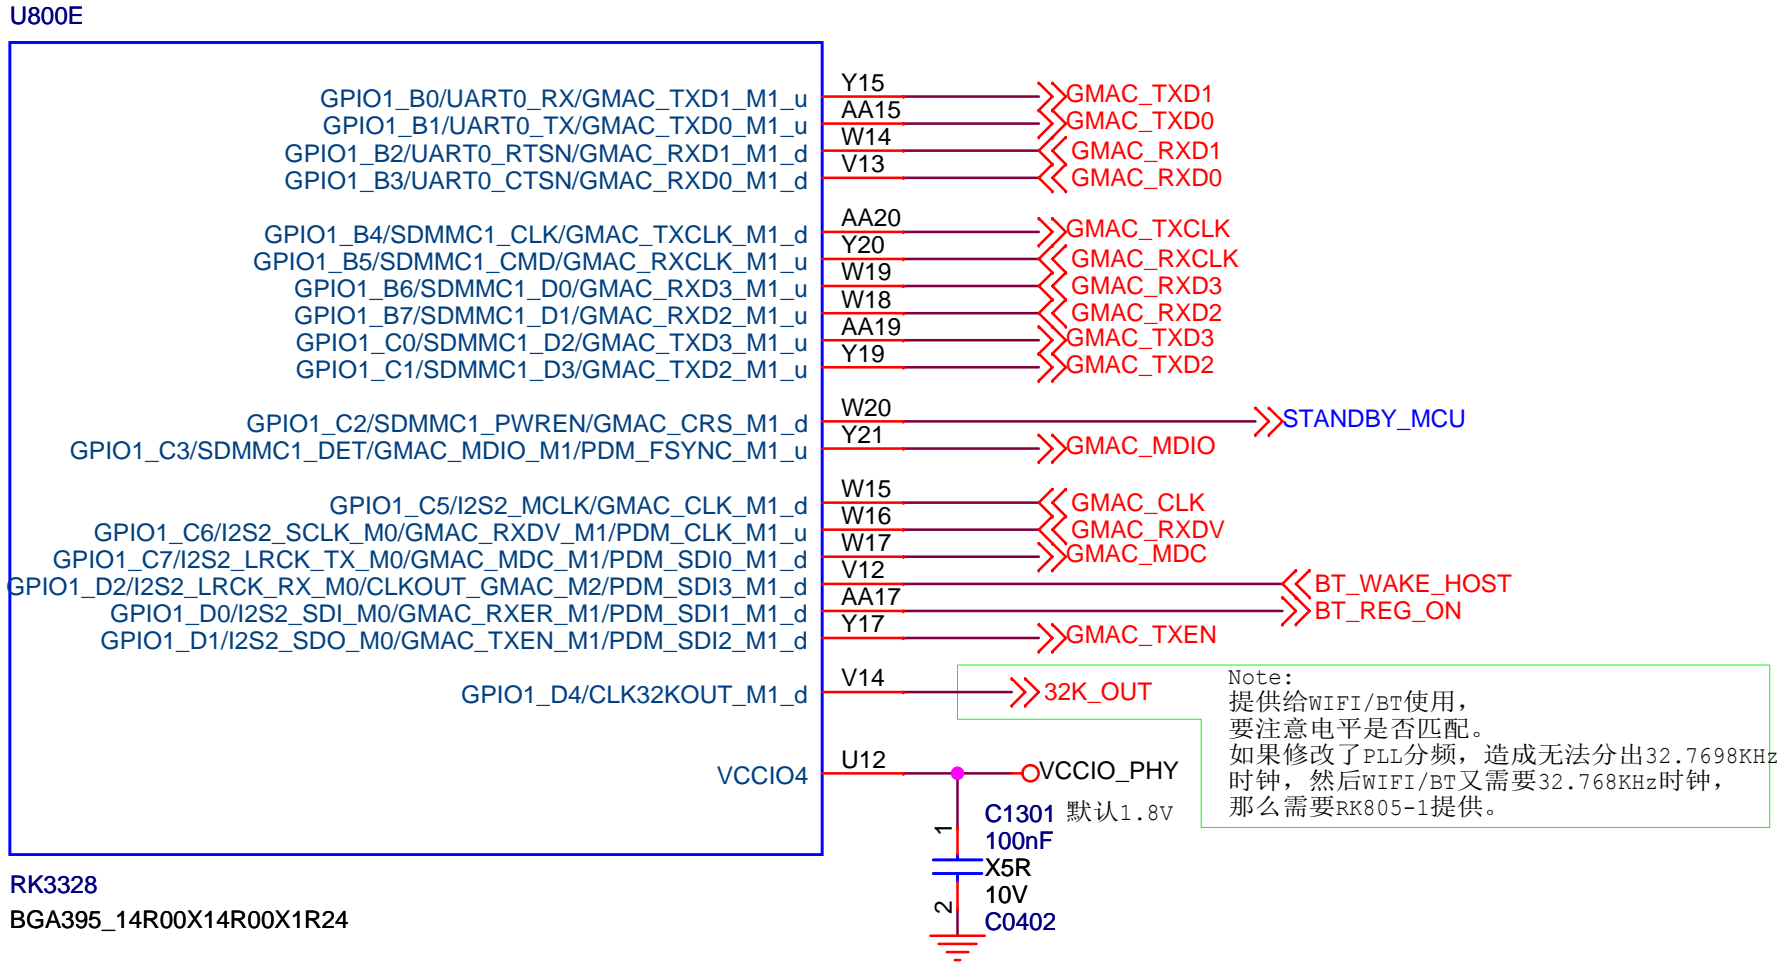 U800E
GPIO1_B0/UART0_RX/GMAC_TXD1_M1_u Y15 GMAC_TXD1
GPIO1_B1/UART0_TX/GMAC_TXD0_M1_u AA15 GMAC_TXD0
GPIO1_B2/UART0_RTSN/GMAC_RXD1_M1_d W14 GMAC_RXD1
GPIO1_B3/UART0_CTSN/GMAC_RXD0_M1_d V13 GMAC_RXD0
GPIO1_B4/SDMMC1_CLK/GMAC_TXCLK_M1_d AA20 GMAC_TXCLK
GPIO1_B5/SDMMC1_CMD/GMAC_RXCLK_M1_u Y20 GMAC_RXCLK
GPIO1_B6/SDMMC1_D0/GMAC_RXD3_M1_u W19 GMAC_RXD3
GPIO1_B7/SDMMC1_D1/GMAC_RXD2_M1_u W18 GMAC_RXD2
GPIO1_C0/SDMMC1_D2/GMAC_TXD3_M1_u AA19 GMAC_TXD3
GPIO1_C1/SDMMC1_D3/GMAC_TXD2_M1_u Y19 GMAC_TXD2
GPIO1_C2/SDMMC1_PWREN/GMAC_CRS_M1_d W20 STANDBY_MCU
GPIO1_C3/SDMMC1_DET/GMAC_MDIO_M1/PDM_FSYNC_M1_u Y21 GMAC_MDIO
GPIO1_C5/I2S2_MCLK/GMAC_CLK_M1_d W15 GMAC_CLK
GPIO1_C6/I2S2_SCLK_M0/GMAC_RXDV_M1/PDM_CLK_M1_u W16 GMAC_RXDV
GPIO1_C7/I2S2_LRCK_TX_M0/GMAC_MDC_M1/PDM_SDI0_M1_d W17 GMAC_MDC
GPIO1_D2/I2S2_LRCK_RX_M0/CLKOUT_GMAC_M2/PDM_SDI3_M1_d V12 BT_WAKE_HOST
GPIO1_D0/I2S2_SDI_M0/GMAC_RXER_M1/PDM_SDI1_M1_d AA17 BT_REG_ON
GPIO1_D1/I2S2_SDO_M0/GMAC_TXEN_M1/PDM_SDI2_M1_d Y17 GMAC_TXEN
GPIO1_D4/CLK32KOUT_M1_d V14 32K_OUT
Note:
提供给WIFI/BT使用，
要注意电平是否匹配。
如果修改了PLL分频，造成无法分出32.7698KHz
时钟，然后WIFI/BT又需要32.768KHz时钟，
那么需要RK805-1提供。
VCCIO4 U12 VCCIO_PHY
C1301 默认1.8V
1
100nF
X5R
10V
2
C0402
RK3328
BGA395_14R00X14R00X1R24